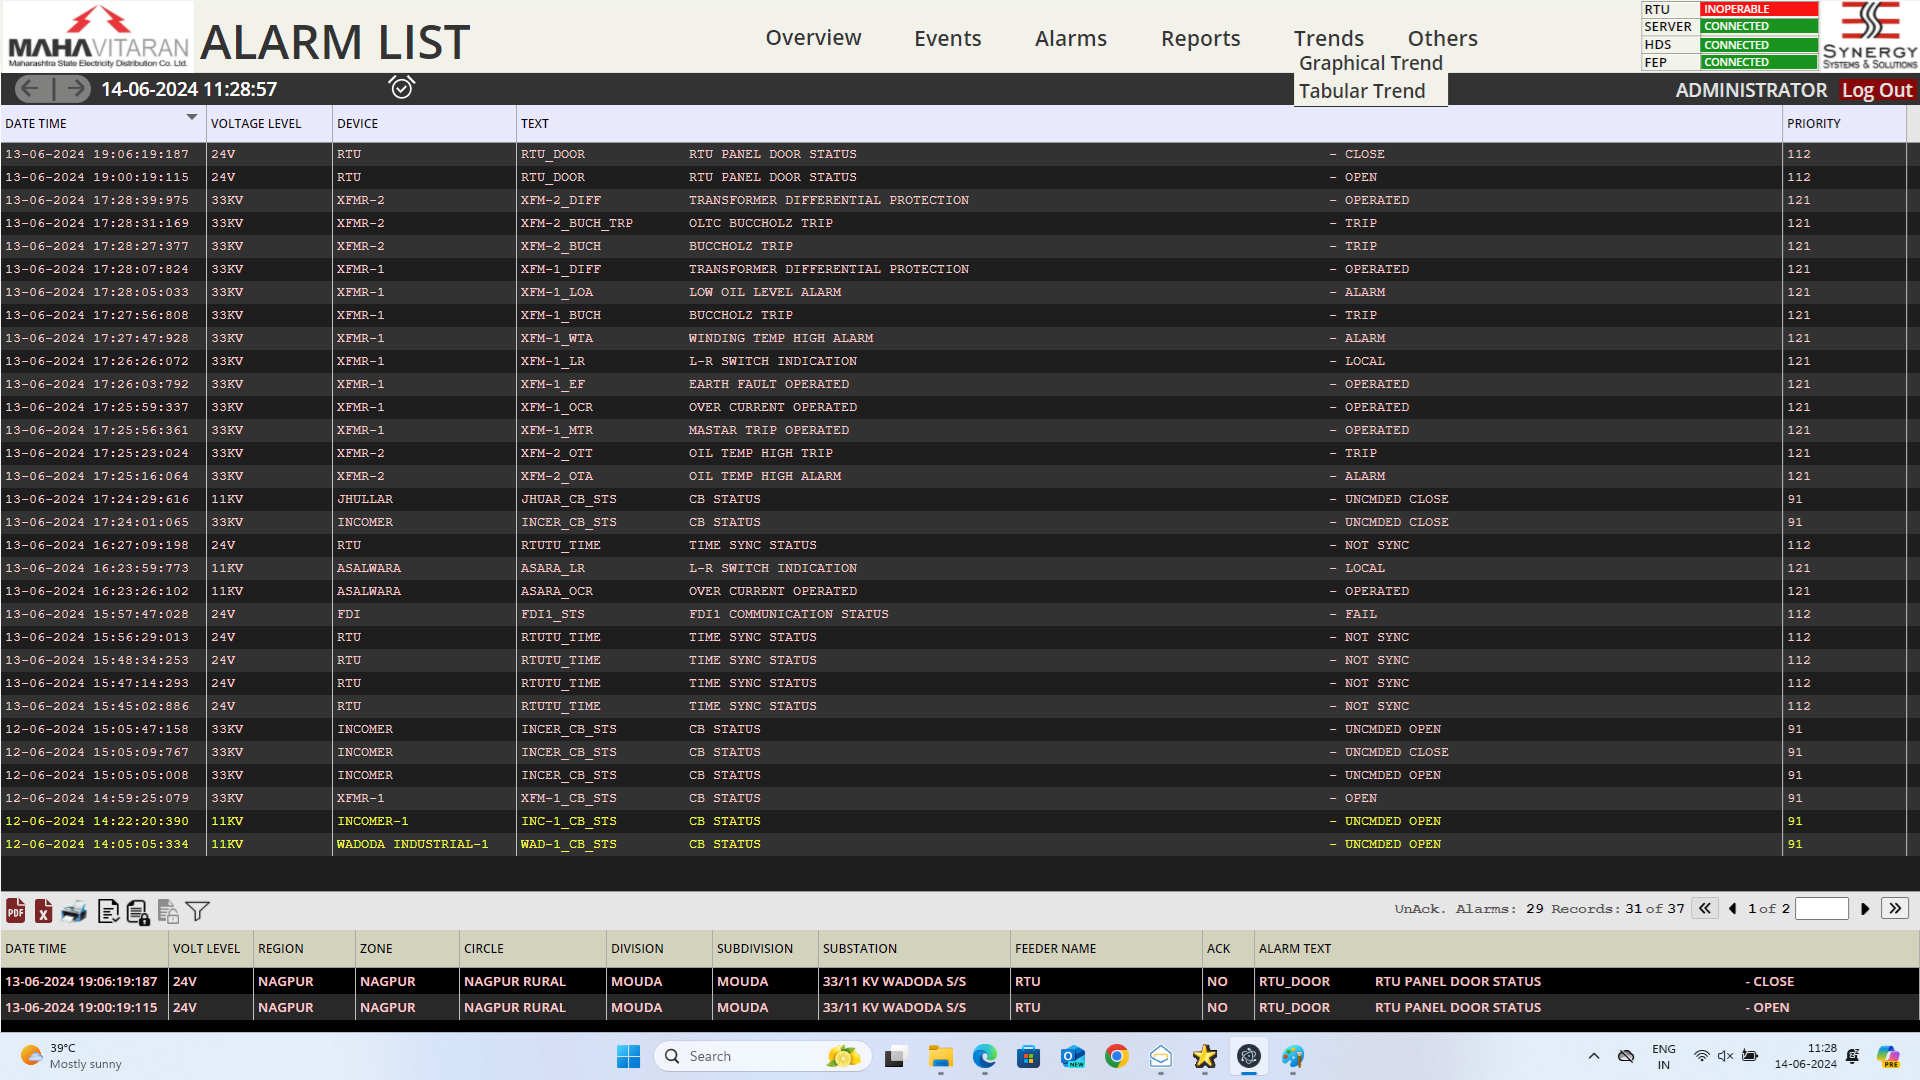 MAHAVITARAN
Maharashtra State Electricity Distribution Co. Ltd.
ALARM LIST
Overview Events Alarms Reports Trends Others
Graphical Trend
Tabular Trend
RTU INOPERABLE
SERVER CONNECTED
HDS CONNECTED
FEP CONNECTED
SYNERGY
SYSTEMS & SOLUTIONS
14-06-2024 11:28:57
ADMINISTRATOR Log Out
DATE TIME VOLTAGE LEVEL DEVICE TEXT PRIORITY
13-06-2024 19:06:19:187 24V RTU RTU_DOOR RTU PANEL DOOR STATUS - CLOSE 112
13-06-2024 19:00:19:115 24V RTU RTU_DOOR RTU PANEL DOOR STATUS - OPEN 112
13-06-2024 17:28:39:975 33KV XFMR-2 XFM-2_DIFF TRANSFORMER DIFFERENTIAL PROTECTION - OPERATED 121
13-06-2024 17:28:31:169 33KV XFMR-2 XFM-2_BUCH_TRP OLTC BUCCHOLZ TRIP - TRIP 121
13-06-2024 17:28:27:377 33KV XFMR-2 XFM-2_BUCH BUCCHOLZ TRIP - TRIP 121
13-06-2024 17:28:07:824 33KV XFMR-1 XFM-1_DIFF TRANSFORMER DIFFERENTIAL PROTECTION - OPERATED 121
13-06-2024 17:28:05:033 33KV XFMR-1 XFM-1_LOA LOW OIL LEVEL ALARM - ALARM 121
13-06-2024 17:27:56:808 33KV XFMR-1 XFM-1_BUCH BUCCHOLZ TRIP - TRIP 121
13-06-2024 17:27:47:928 33KV XFMR-1 XFM-1_WTA WINDING TEMP HIGH ALARM - ALARM 121
13-06-2024 17:26:26:072 33KV XFMR-1 XFM-1_LR L-R SWITCH INDICATION - LOCAL 121
13-06-2024 17:26:03:792 33KV XFMR-1 XFM-1_EF EARTH FAULT OPERATED - OPERATED 121
13-06-2024 17:25:59:337 33KV XFMR-1 XFM-1_OCR OVER CURRENT OPERATED - OPERATED 121
13-06-2024 17:25:56:361 33KV XFMR-1 XFM-1_MTR MASTAR TRIP OPERATED - OPERATED 121
13-06-2024 17:25:23:024 33KV XFMR-2 XFM-2_OTT OIL TEMP HIGH TRIP - TRIP 121
13-06-2024 17:25:16:064 33KV XFMR-2 XFM-2_OTA OIL TEMP HIGH ALARM - ALARM 121
13-06-2024 17:24:29:616 11KV JHULLAR JHUAR_CB_STS CB STATUS - UNCMDED CLOSE 91
13-06-2024 17:24:01:065 33KV INCOMER INCER_CB_STS CB STATUS - UNCMDED CLOSE 91
13-06-2024 16:27:09:198 24V RTU RTUTU_TIME TIME SYNC STATUS - NOT SYNC 112
13-06-2024 16:23:59:773 11KV ASALWARA ASARA_LR L-R SWITCH INDICATION - LOCAL 121
13-06-2024 16:23:26:102 11KV ASALWARA ASARA_OCR OVER CURRENT OPERATED - OPERATED 121
13-06-2024 15:57:47:028 24V FDI FDI1_STS FDI1 COMMUNICATION STATUS - FAIL 112
13-06-2024 15:56:29:013 24V RTU RTUTU_TIME TIME SYNC STATUS - NOT SYNC 112
13-06-2024 15:48:34:253 24V RTU RTUTU_TIME TIME SYNC STATUS - NOT SYNC 112
13-06-2024 15:47:14:293 24V RTU RTUTU_TIME TIME SYNC STATUS - NOT SYNC 112
13-06-2024 15:45:02:886 24V RTU RTUTU_TIME TIME SYNC STATUS - NOT SYNC 112
12-06-2024 15:05:47:158 33KV INCOMER INCER_CB_STS CB STATUS - UNCMDED OPEN 91
12-06-2024 15:05:09:767 33KV INCOMER INCER_CB_STS CB STATUS - UNCMDED CLOSE 91
12-06-2024 15:05:05:008 33KV INCOMER INCER_CB_STS CB STATUS - UNCMDED OPEN 91
12-06-2024 14:59:25:079 33KV XFMR-1 XFM-1_CB_STS CB STATUS - OPEN 91
12-06-2024 14:22:20:390 11KV INCOMER-1 INC-1_CB_STS CB STATUS - UNCMDED OPEN 91
12-06-2024 14:05:05:334 11KV WADODA INDUSTRIAL-1 WAD-1_CB_STS CB STATUS - UNCMDED OPEN 91
PDF X UnAck. Alarms: 29 Records: 31 of 37 1 of 2
DATE TIME VOLT LEVEL REGION ZONE CIRCLE DIVISION SUBDIVISION SUBSTATION FEEDER NAME ACK ALARM TEXT
13-06-2024 19:06:19:187 24V NAGPUR NAGPUR NAGPUR RURAL MOUDA MOUDA 33/11 KV WADODA S/S RTU NO RTU_DOOR RTU PANEL DOOR STATUS - CLOSE
13-06-2024 19:00:19:115 24V NAGPUR NAGPUR NAGPUR RURAL MOUDA MOUDA 33/11 KV WADODA S/S RTU NO RTU_DOOR RTU PANEL DOOR STATUS - OPEN
39°C
Mostly sunny
Search
NEW
ENG
IN
11:28
14-06-2024
PRE